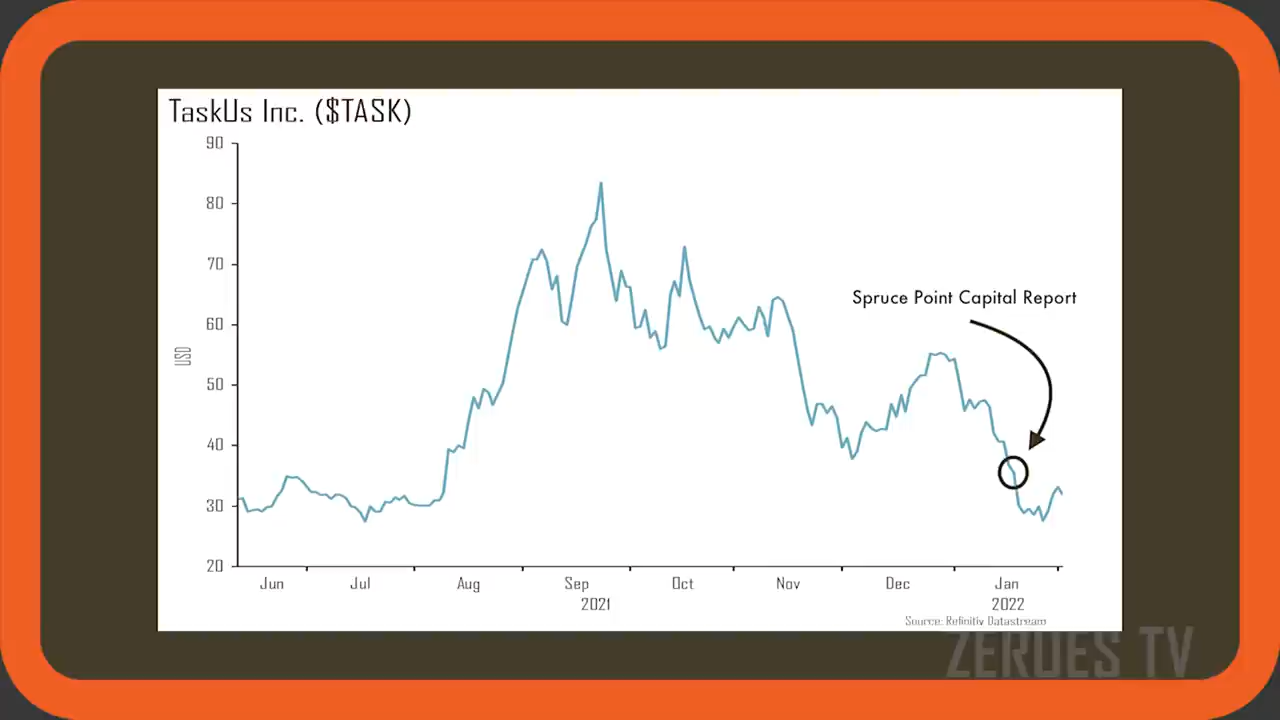 TaskUs Inc. ($TASK)
90
80
70
60
50
40
30
20
USD
Spruce Point Capital Report
Jun Jul Aug Sep Oct Nov Dec Jan
2021 2022
Source: Refinitiv Datastream
ZEROES TV